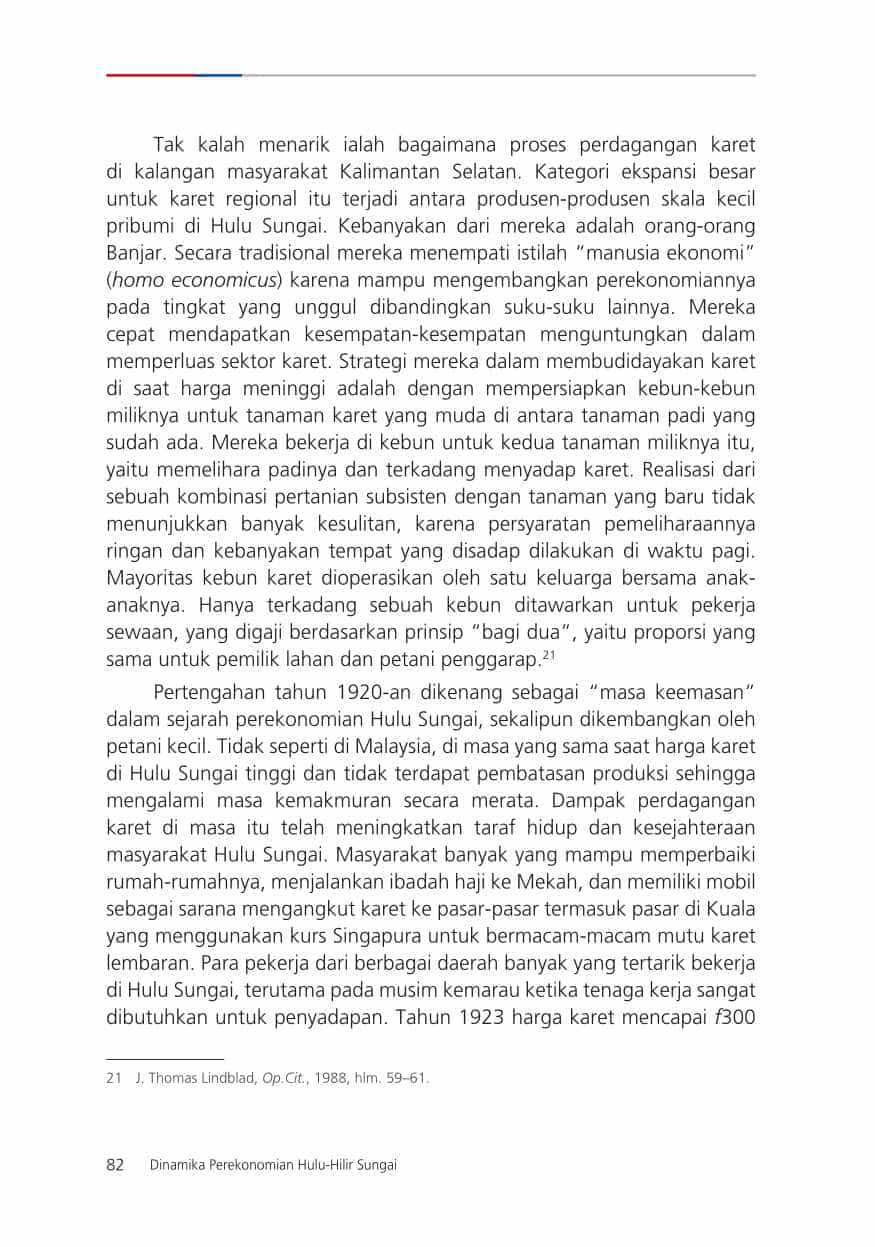 Tak kalah menarik ialah bagaimana proses perdagangan karet
di kalangan masyarakat Kalimantan Selatan. Kategori ekspansi besar
untuk karet regional itu terjadi antara produsen-produsen skala kecil
pribumi di Hulu Sungai. Kebanyakan dari mereka adalah orang-orang
Banjar. Secara tradisional mereka menempati istilah “manusia ekonomi”
(homo economicus) karena mampu mengembangkan perekonomiannya
pada tingkat yang unggul dibandingkan suku-suku lainnya. Mereka
cepat mendapatkan kesempatan-kesempatan menguntungkan dalam
memperluas sektor karet. Strategi mereka dalam membudidayakan karet
di saat harga meninggi adalah dengan mempersiapkan kebun-kebun
miliknya untuk tanaman karet yang muda di antara tanaman padi yang
sudah ada. Mereka bekerja di kebun untuk kedua tanaman miliknya itu,
yaitu memelihara padinya dan terkadang menyadap karet. Realisasi dari
sebuah kombinasi pertanian subsisten dengan tanaman yang baru tidak
menunjukkan banyak kesulitan, karena persyaratan pemeliharaannya
ringan dan kebanyakan tempat yang disadap dilakukan di waktu pagi.
Mayoritas kebun karet dioperasikan oleh satu keluarga bersama anak-
anaknya. Hanya terkadang sebuah kebun ditawarkan untuk pekerja
sewaan, yang digaji berdasarkan prinsip “bagi dua”, yaitu proporsi yang
sama untuk pemilik lahan dan petani penggarap.21
Pertengahan tahun 1920-an dikenang sebagai “masa keemasan”
dalam sejarah perekonomian Hulu Sungai, sekalipun dikembangkan oleh
petani kecil. Tidak seperti di Malaysia, di masa yang sama saat harga karet
di Hulu Sungai tinggi dan tidak terdapat pembatasan produksi sehingga
mengalami masa kemakmuran secara merata. Dampak perdagangan
karet di masa itu telah meningkatkan taraf hidup dan kesejahteraan
masyarakat Hulu Sungai. Masyarakat banyak yang mampu memperbaiki
rumah-rumahnya, menjalankan ibadah haji ke Mekah, dan memiliki mobil
sebagai sarana mengangkut karet ke pasar-pasar termasuk pasar di Kuala
yang menggunakan kurs Singapura untuk bermacam-macam mutu karet
lembaran. Para pekerja dari berbagai daerah banyak yang tertarik bekerja
di Hulu Sungai, terutama pada musim kemarau ketika tenaga kerja sangat
dibutuhkan untuk penyadapan. Tahun 1923 harga karet mencapai f300
21 J. Thomas Lindblad, Op.Cit., 1988, hlm. 59–61.
82 Dinamika Perekonomian Hulu-Hilir Sungai